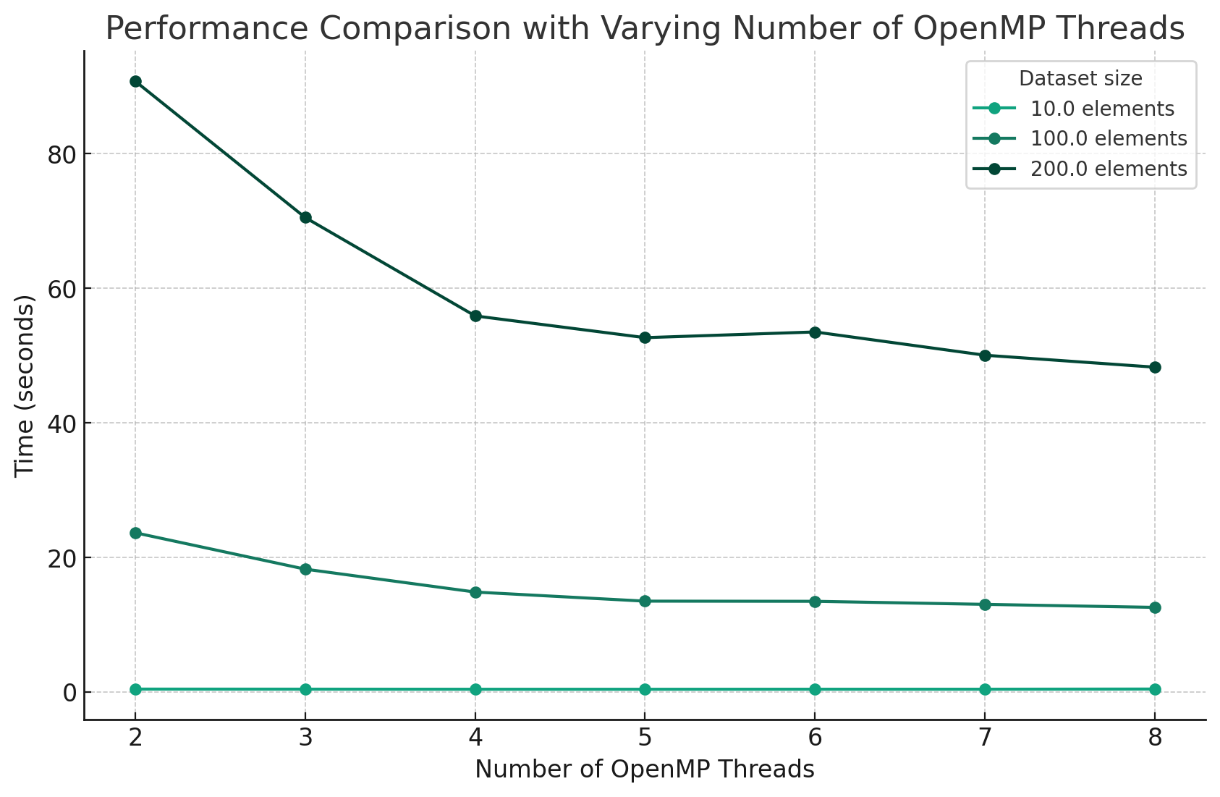 Performance Comparison with Varying Number of OpenMP Threads
Dataset size
10.0 elements
100.0 elements
200.0 elements
Time (seconds)
80
60
40
20
0
2 3 4 5 6 7 8
Number of OpenMP Threads